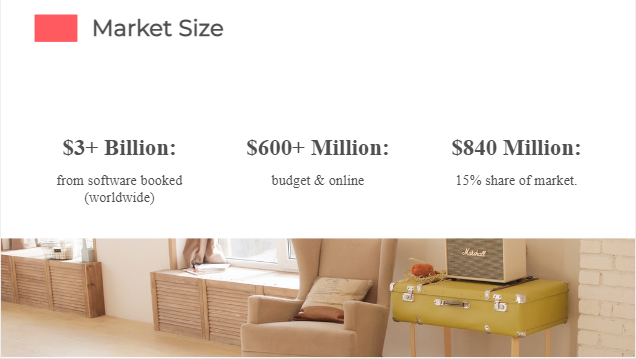 Market Size
$3+ Billion:
from software booked
(worldwide)
$600+ Million:
budget & online
$840 Million:
15% share of market.
Marshall